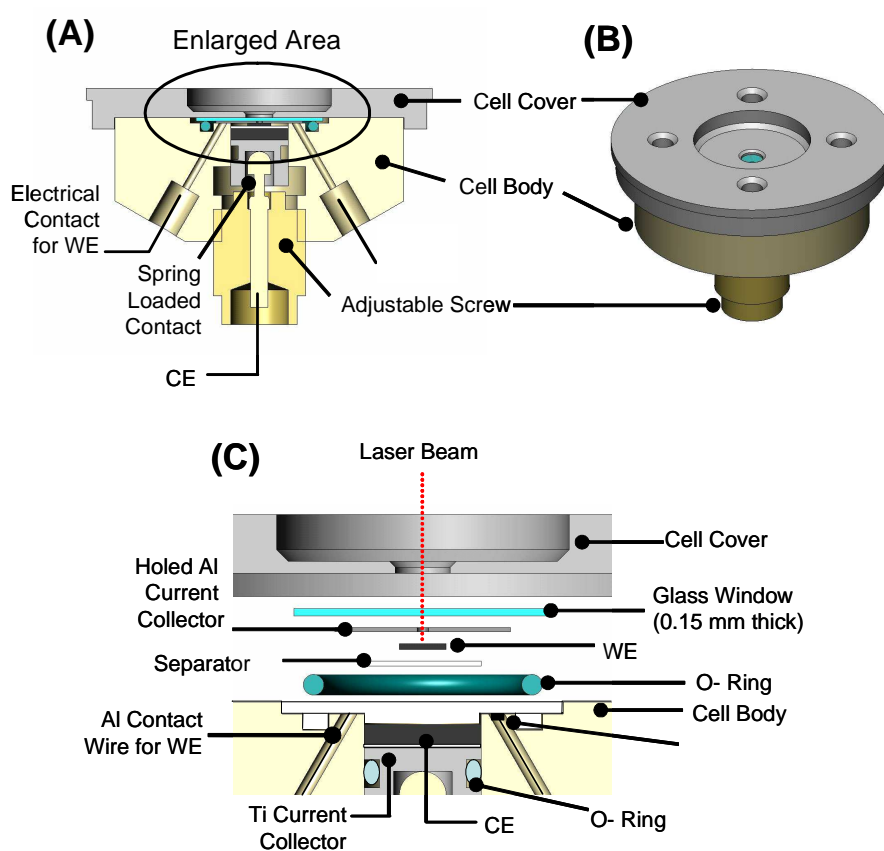 (A)
Enlarged Area
(B)
Cell Cover
Cell Body
Electrical
Contact
for WE
Spring
Loaded
Contact
Adjustable Screw
CE
(C)
Laser Beam
Cell Cover
Holed Al
Current
Collector
Glass Window
(0.15 mm thick)
WE
Separator
O- Ring
Cell Body
Al Contact
Wire for WE
Ti Current
Collector
CE
O- Ring